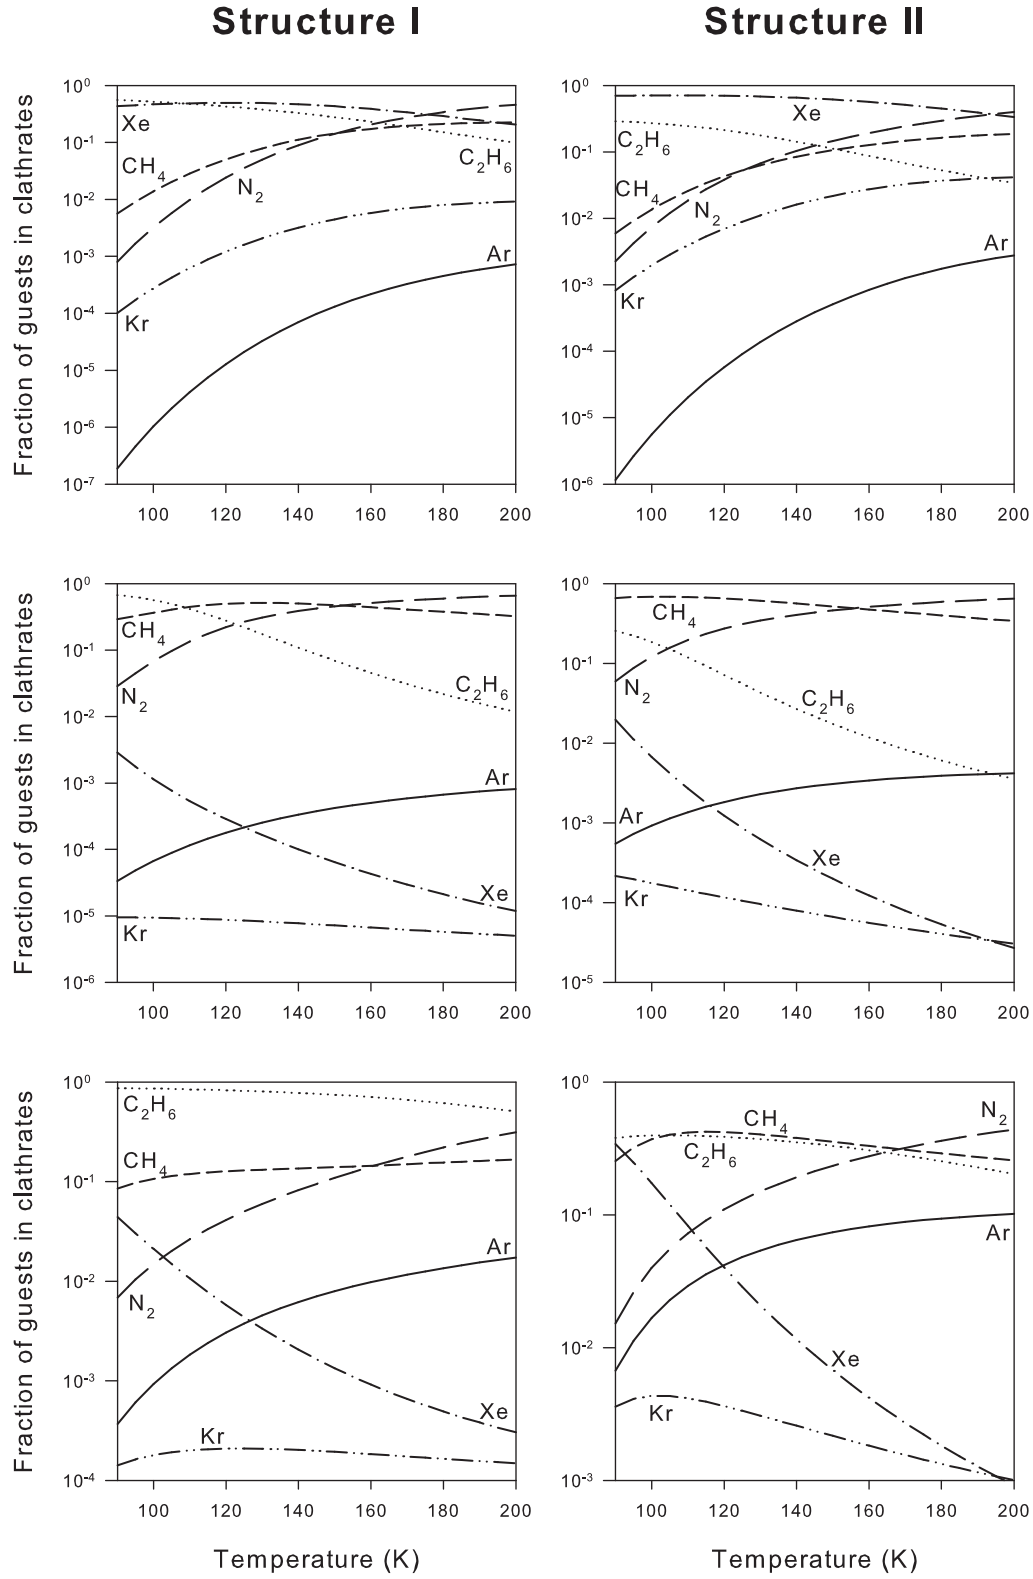 Structure I
Structure II
Fraction of guests in clathrates
10⁰
10⁻¹
10⁻²
10⁻³
10⁻⁴
10⁻⁵
10⁻⁶
10⁻⁷
Xe
CH₄
N₂
C₂H₆
Kr
Ar
100 120 140 160 180 200
10⁰
10⁻¹
10⁻²
10⁻³
10⁻⁴
10⁻⁵
10⁻⁶
Xe
C₂H₆
CH₄
N₂
Kr
Ar
100 120 140 160 180 200
Fraction of guests in clathrates
10⁰
10⁻¹
10⁻²
10⁻³
10⁻⁴
10⁻⁵
10⁻⁶
CH₄
N₂
C₂H₆
Ar
Xe
Kr
100 120 140 160 180 200
10⁰
10⁻¹
10⁻²
10⁻³
10⁻⁴
10⁻⁵
CH₄
N₂
C₂H₆
Ar
Xe
Kr
100 120 140 160 180 200
Fraction of guests in clathrates
10⁰
10⁻¹
10⁻²
10⁻³
10⁻⁴
C₂H₆
CH₄
N₂
Ar
Xe
Kr
100 120 140 160 180 200
Temperature (K)
10⁰
10⁻¹
10⁻²
10⁻³
N₂
CH₄
C₂H₆
Ar
Xe
Kr
100 120 140 160 180 200
Temperature (K)